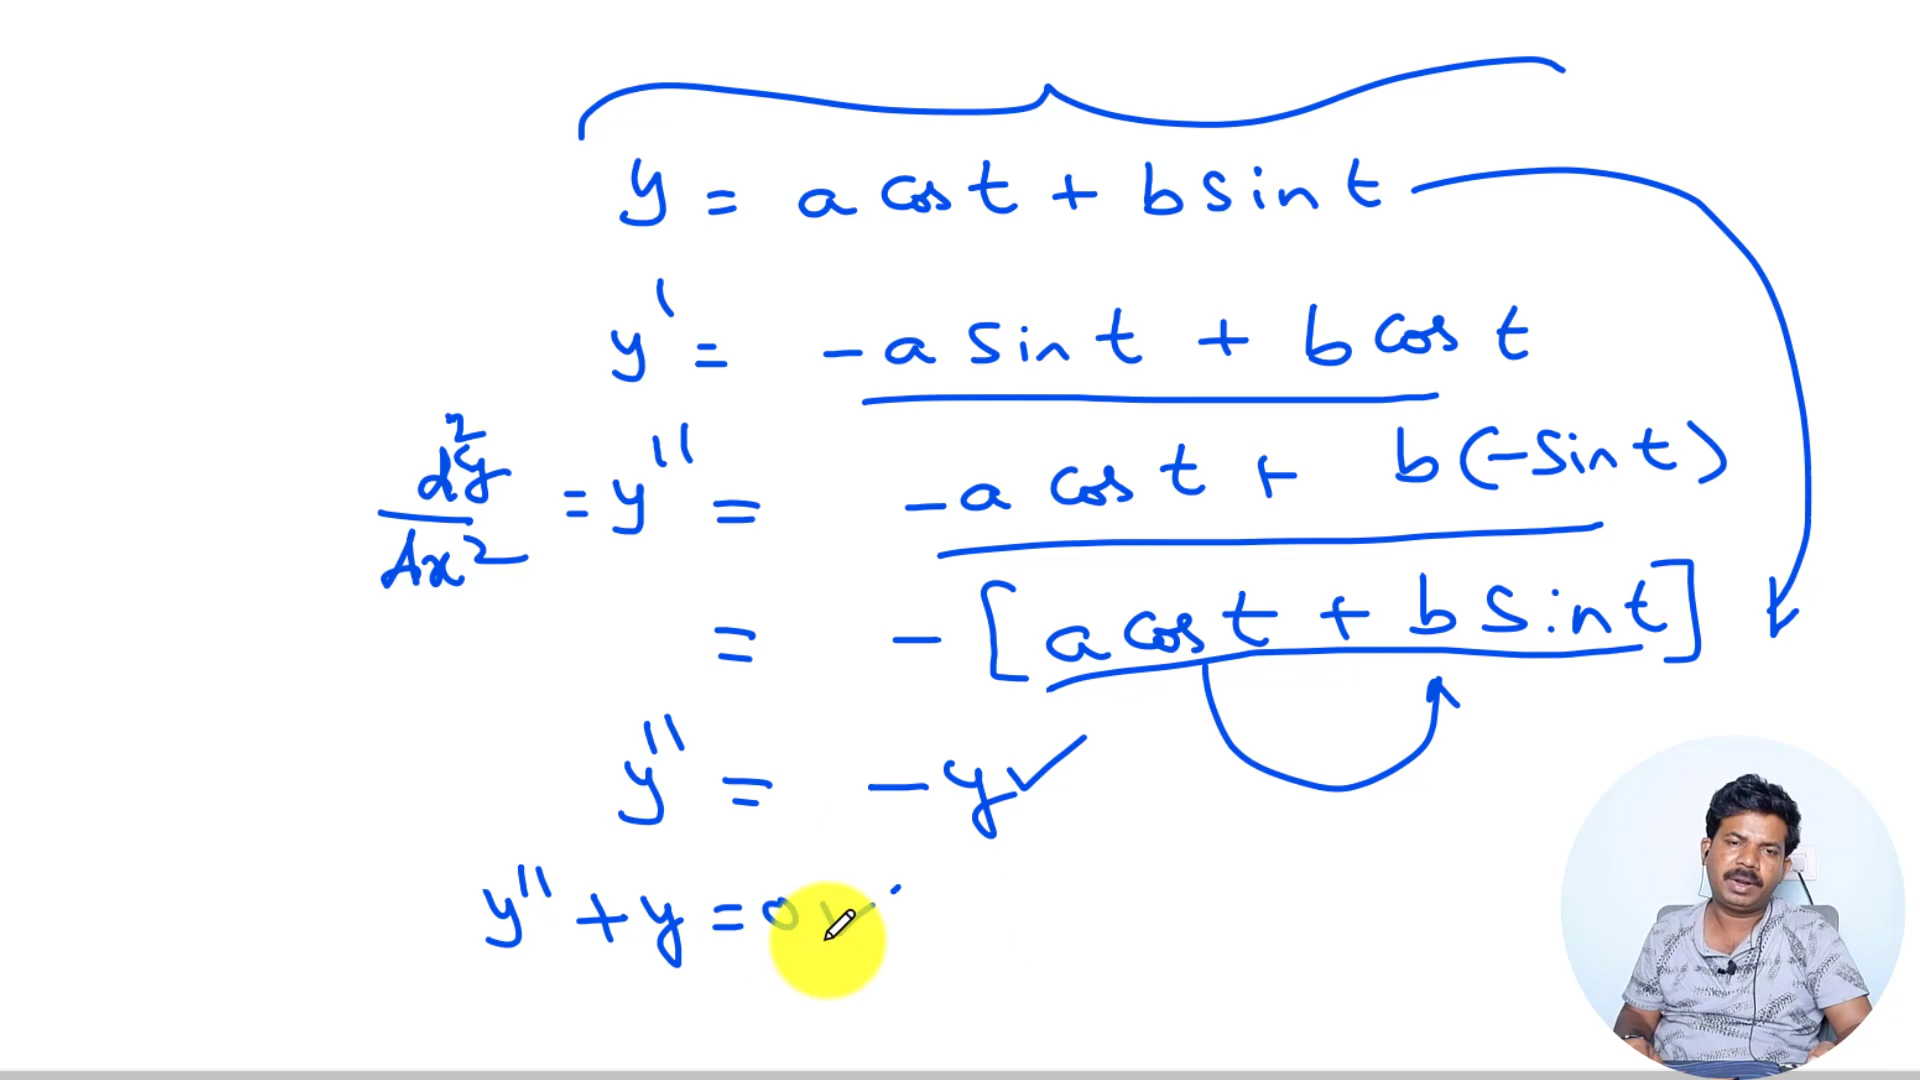 y = a cos t + b sin t
y' = -a sin t + b cos t
d²y/dx² = y'' = -a cos t + b(-sin t)
= -[a cos t + b sin t]
y'' = -y
y'' + y = 0